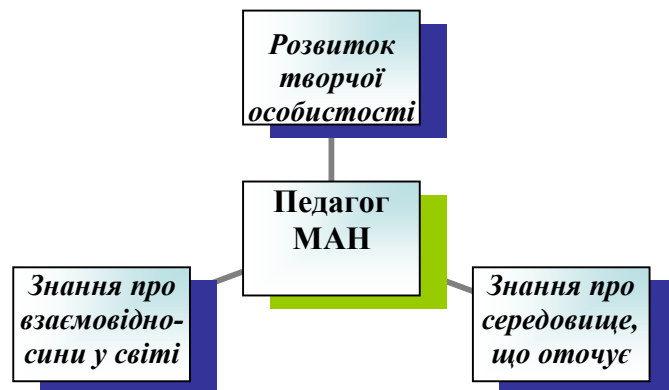 Розвиток
творчої
особистості
Педагог
МАН
Знання про
взаємовідно-
сини у світі
Знання про
середовище,
що оточує